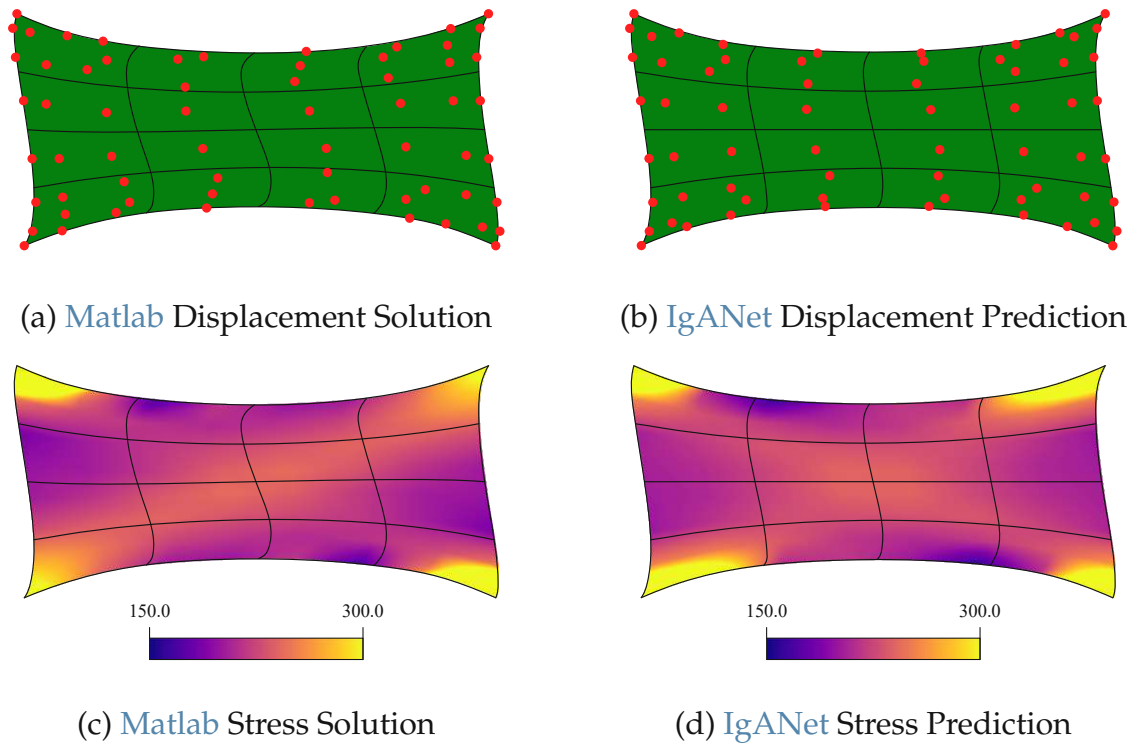 (a) Matlab Displacement Solution
(b) IgANet Displacement Prediction
150.0 300.0
150.0 300.0
(c) Matlab Stress Solution
(d) IgANet Stress Prediction